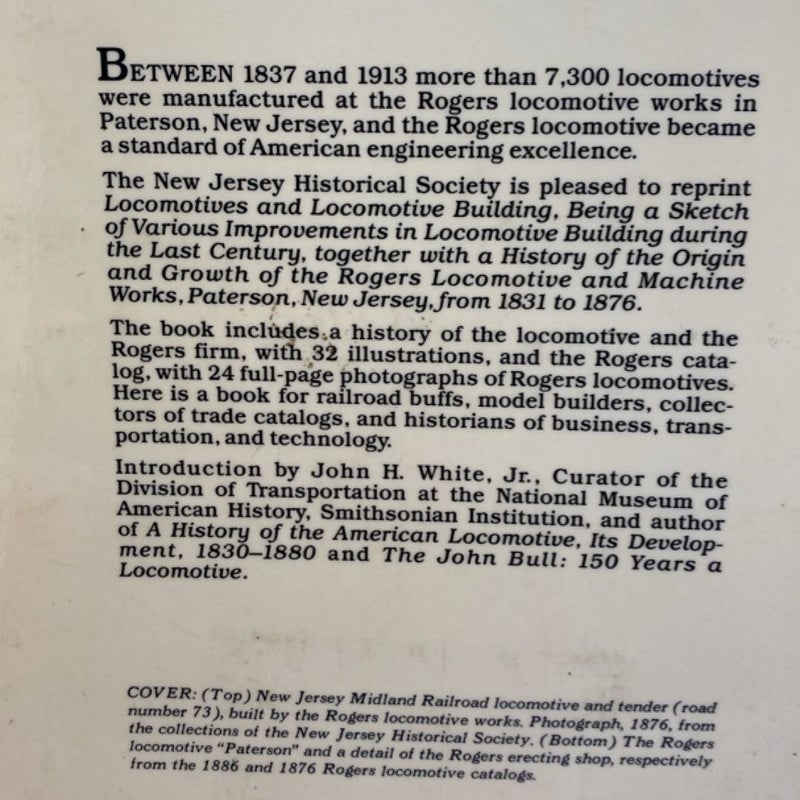 BETWEEN 1837 and 1913 more than 7,300 locomotives
were manufactured at the Rogers locomotive works in
Paterson, New Jersey, and the Rogers locomotive became
a standard of American engineering excellence.
The New Jersey Historical Society is pleased to reprint
Locomotives and Locomotive Building, Being a Sketch
of Various Improvements in Locomotive Building during
the Last Century, together with a History of the Origin
and Growth of the Rogers Locomotive and Machine
Works, Paterson, New Jersey, from 1831 to 1876.
The book includes a history of the locomotive and the
Rogers firm, with 32 illustrations, and the Rogers cata-
log, with 24 full-page photographs of Rogers locomotives.
Here is a book for railroad buffs, model builders, collec-
tors of trade catalogs, and historians of business, trans-
portation, and technology.
Introduction by John H. White, Jr., Curator of the
Division of Transportation at the National Museum of
American History, Smithsonian Institution, and author
of A History of the American Locomotive, Its Develop-
ment, 1830–1880 and The John Bull: 150 Years a
Locomotive.
COVER: (Top) New Jersey Midland Railroad locomotive and tender (road
number 73), built by the Rogers locomotive works. Photograph, 1876, from
the collections of the New Jersey Historical Society. (Bottom) The Rogers
locomotive "Paterson" and a detail of the Rogers erecting shop, respectively
from the 1886 and 1876 Rogers locomotive catalogs.